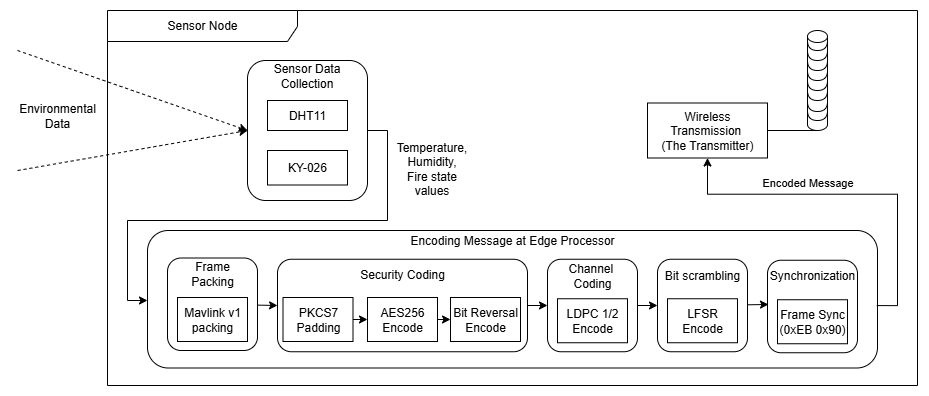 Sensor Node
Environmental
Data
Sensor Data
Collection
DHT11
KY-026
Temperature,
Humidity,
Fire state
values
Wireless
Transmission
(The Transmitter)
Encoded Message
Encoding Message at Edge Processor
Frame
Packing
Mavlink v1
packing
Security Coding
PKCS7
Padding
AES256
Encode
Bit Reversal
Encode
Channel
Coding
LDPC 1/2
Encode
Bit scrambling
LFSR
Encode
Synchronization
Frame Sync
(0xEB 0x90)